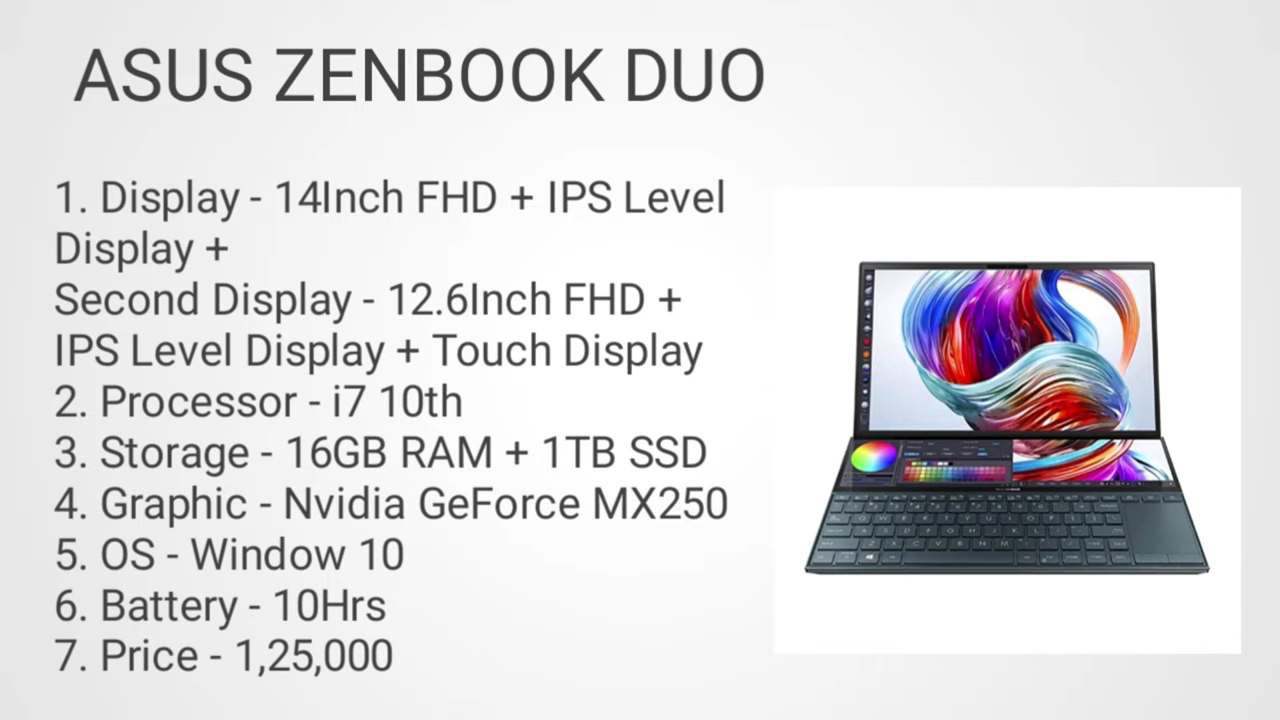 ASUS ZENBOOK DUO
1. Display - 14Inch FHD + IPS Level
Display +
Second Display - 12.6Inch FHD +
IPS Level Display + Touch Display
2. Processor - i7 10th
3. Storage - 16GB RAM + 1TB SSD
4. Graphic - Nvidia GeForce MX250
5. OS - Window 10
6. Battery - 10Hrs
7. Price - 1,25,000